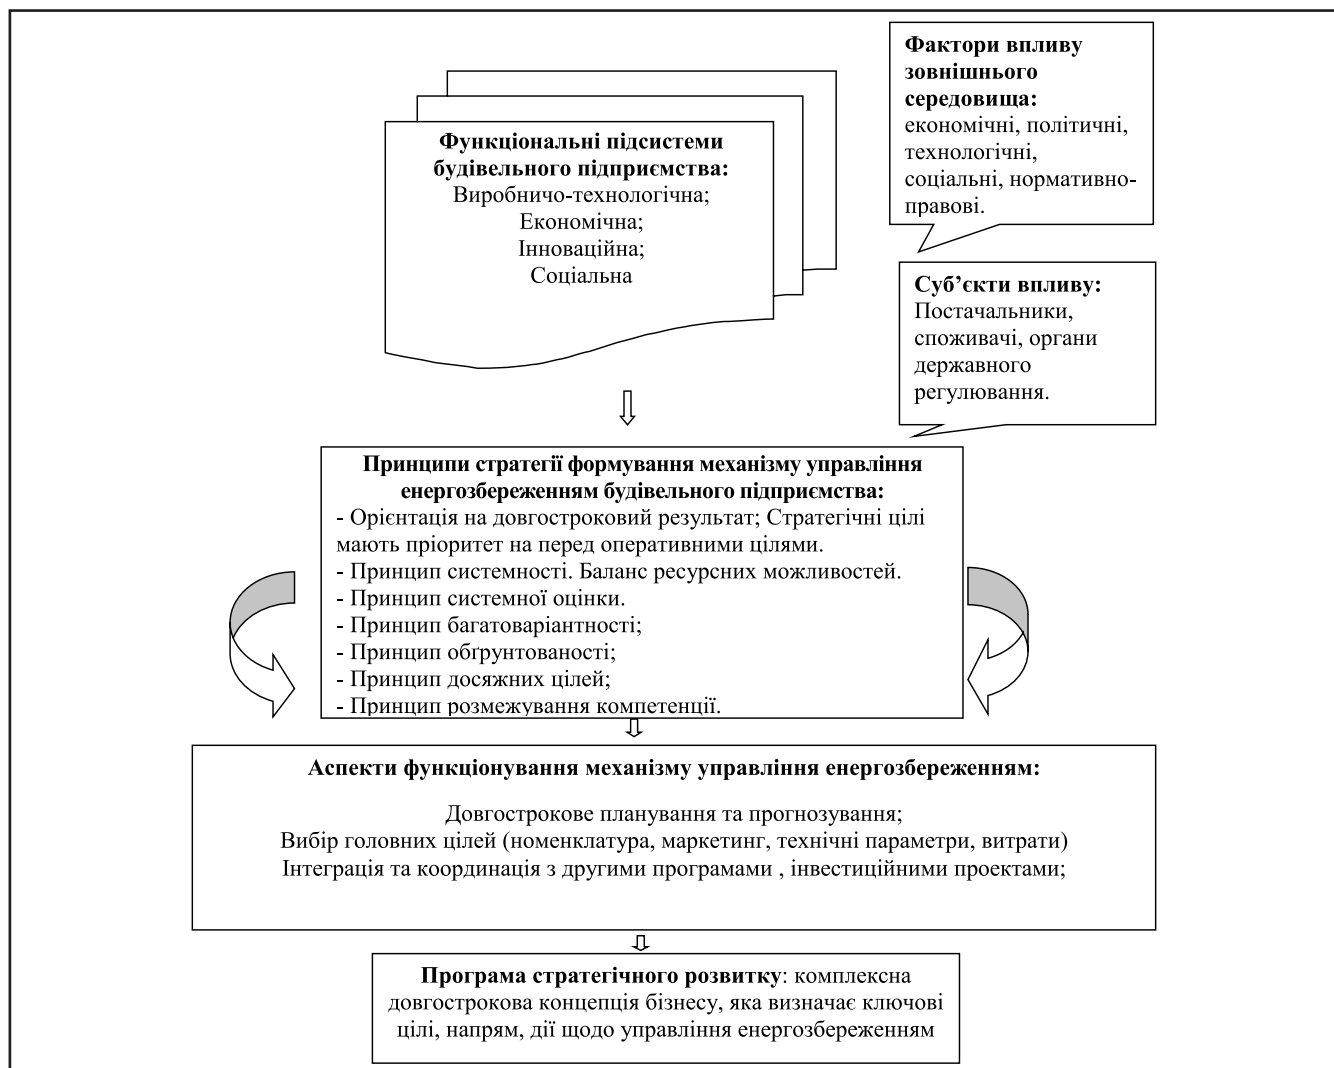 Функціональні підсистеми
будівельного підприємства:
Виробничо-технологічна;
Економічна;
Інноваційна;
Соціальна
Фактори впливу
зовнішнього
середовища:
економічні, політичні,
технологічні,
соціальні, нормативно-
правові.
Суб’єкти впливу:
Постачальники,
споживачі, органи
державного
регулювання.
Принципи стратегії формування механізму управління
енергозбереженням будівельного підприємства:
- Орієнтація на довгостроковий результат; Стратегічні цілі
мають пріоритет на перед оперативними цілями.
- Принцип системності. Баланс ресурсних можливостей.
- Принцип системної оцінки.
- Принцип багатоваріантності;
- Принцип обґрунтованості;
- Принцип досяжних цілей;
- Принцип розмежування компетенції.
Аспекти функціонування механізму управління енергозбереженням:
Довгострокове планування та прогнозування;
Вибір головних цілей (номенклатура, маркетинг, технічні параметри, витрати)
Інтеграція та координація з другими програмами , інвестиційними проектами;
Програма стратегічного розвитку: комплексна
довгострокова концепція бізнесу, яка визначає ключові
цілі, напрям, дії щодо управління енергозбереженням